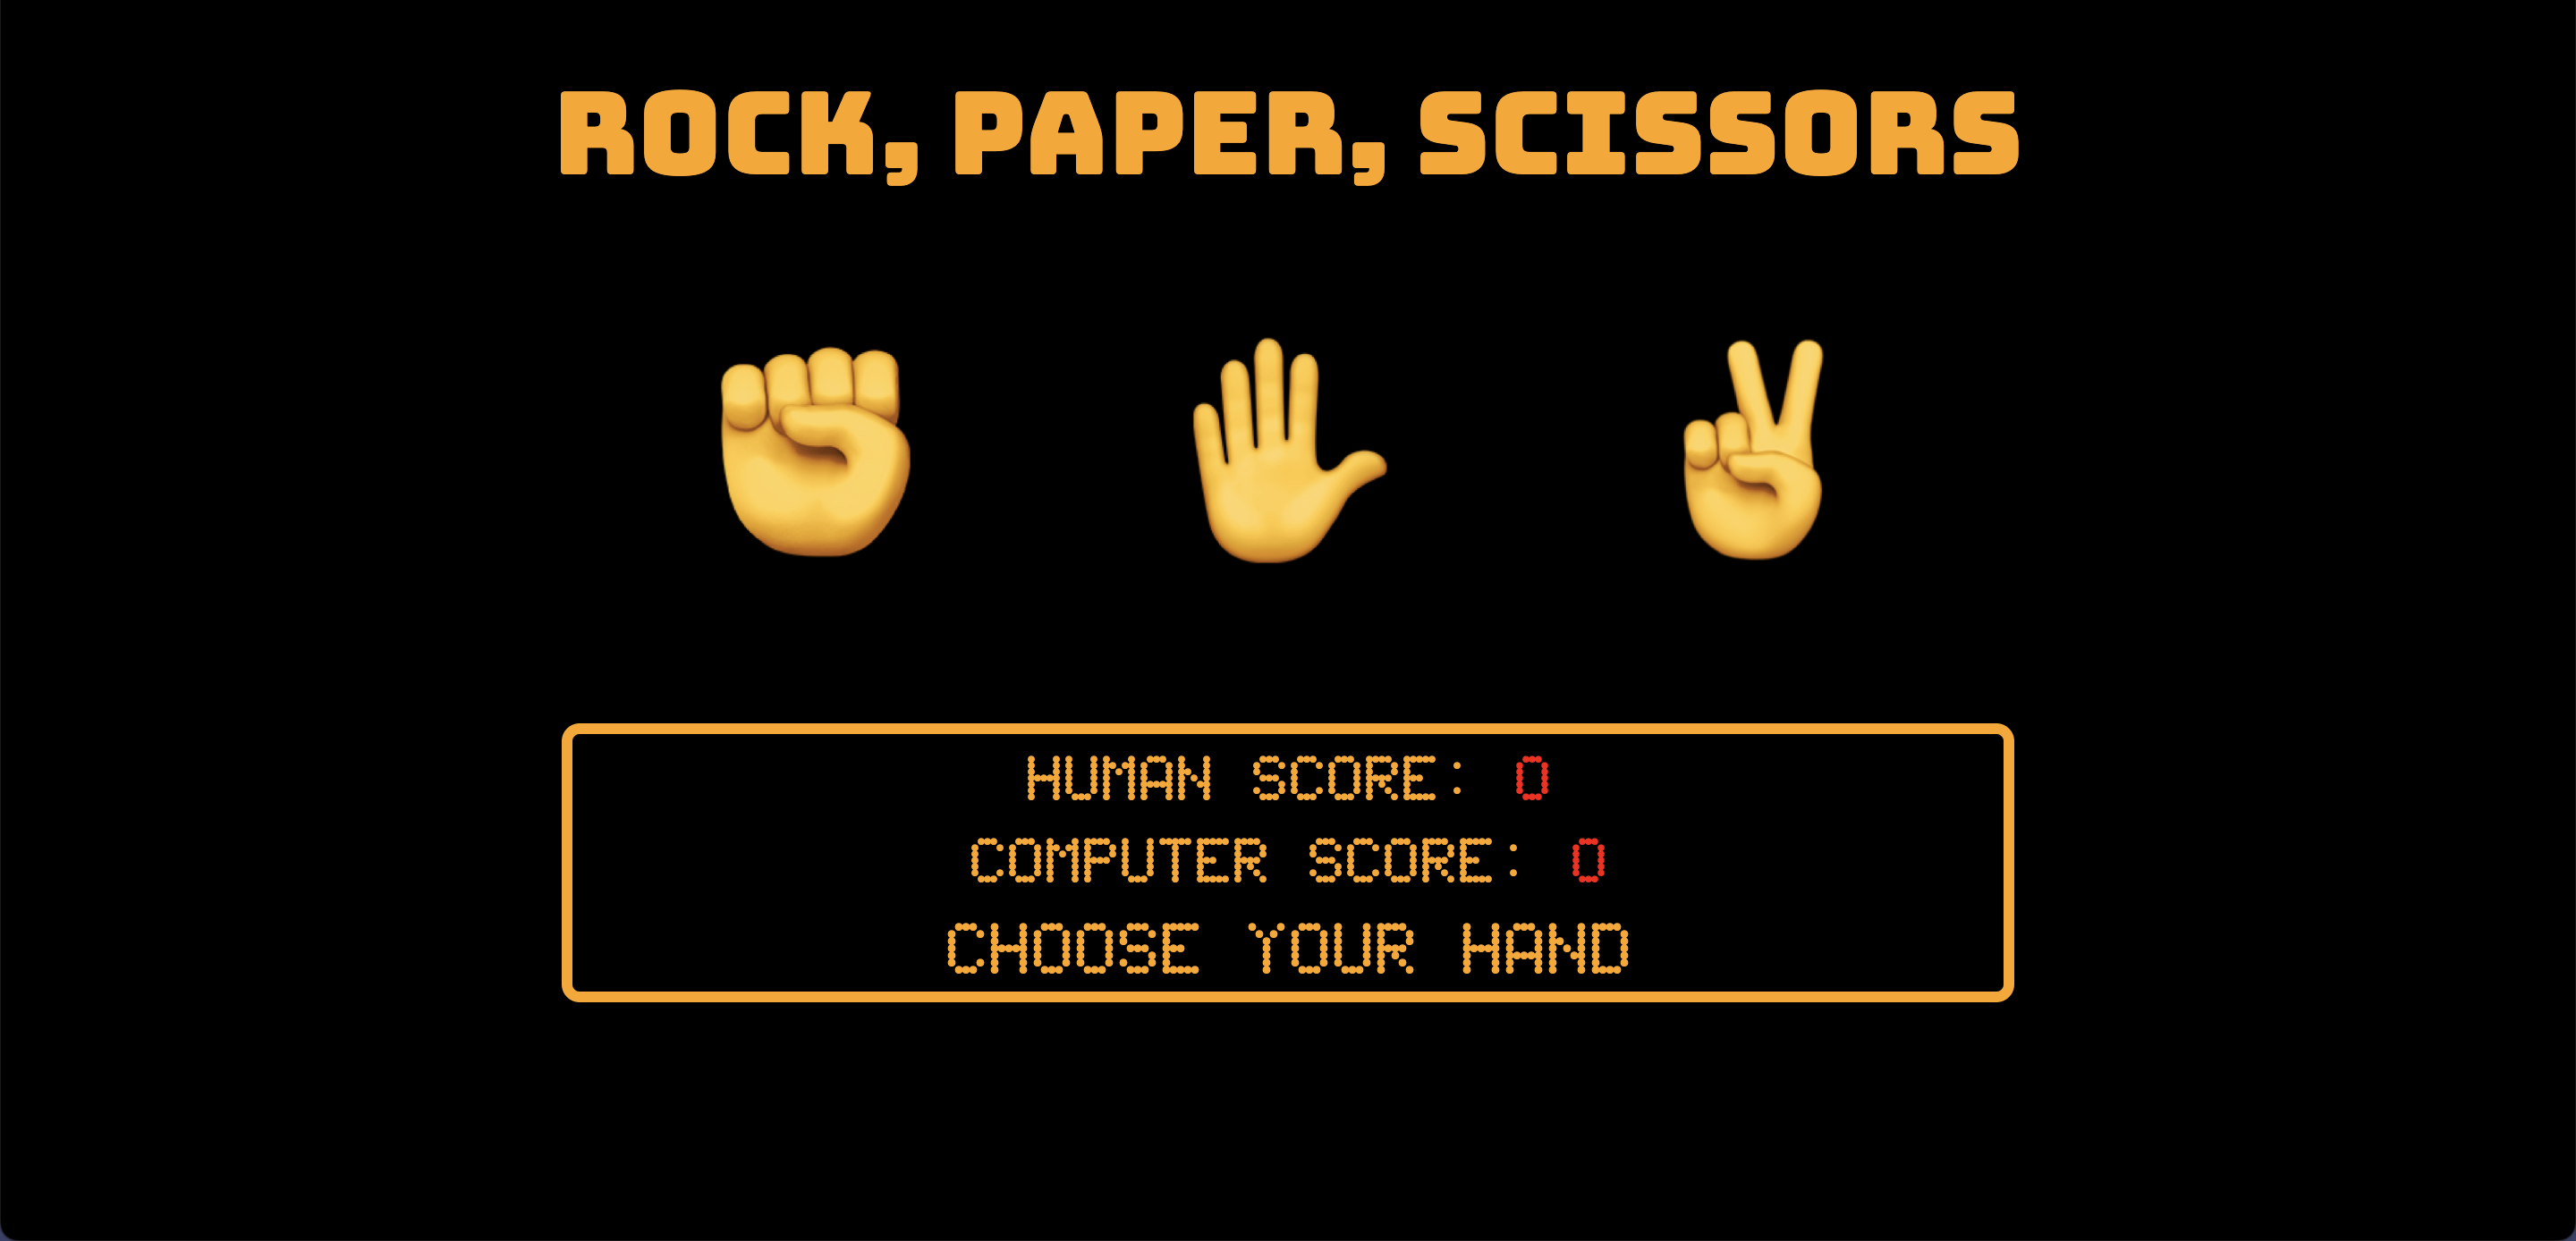 ROCK, PAPER, SCISSORS
HUMAN SCORE: 0
COMPUTER SCORE: 0
CHOOSE YOUR HAND